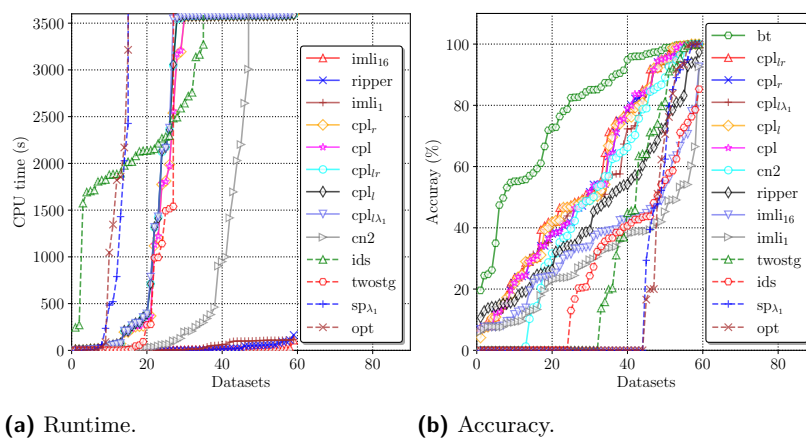 3500
3000
2500
2000
1500
1000
500
0
0
20
40
60
80
CPU time (s)
Datasets
imli16
ripper
imli1
cplr
cpl
cpllr
cpll
cpllλ1
cn2
ids
twostg
spλ1
opt
100
80
60
40
20
0
0
20
40
60
80
Accuray (%)
Datasets
bt
cpllr
cplr
cpllλ1
cpll
cpl
cn2
ripper
imli16
imli1
twostg
ids
spλ1
opt
(a) Runtime.
(b) Accuracy.